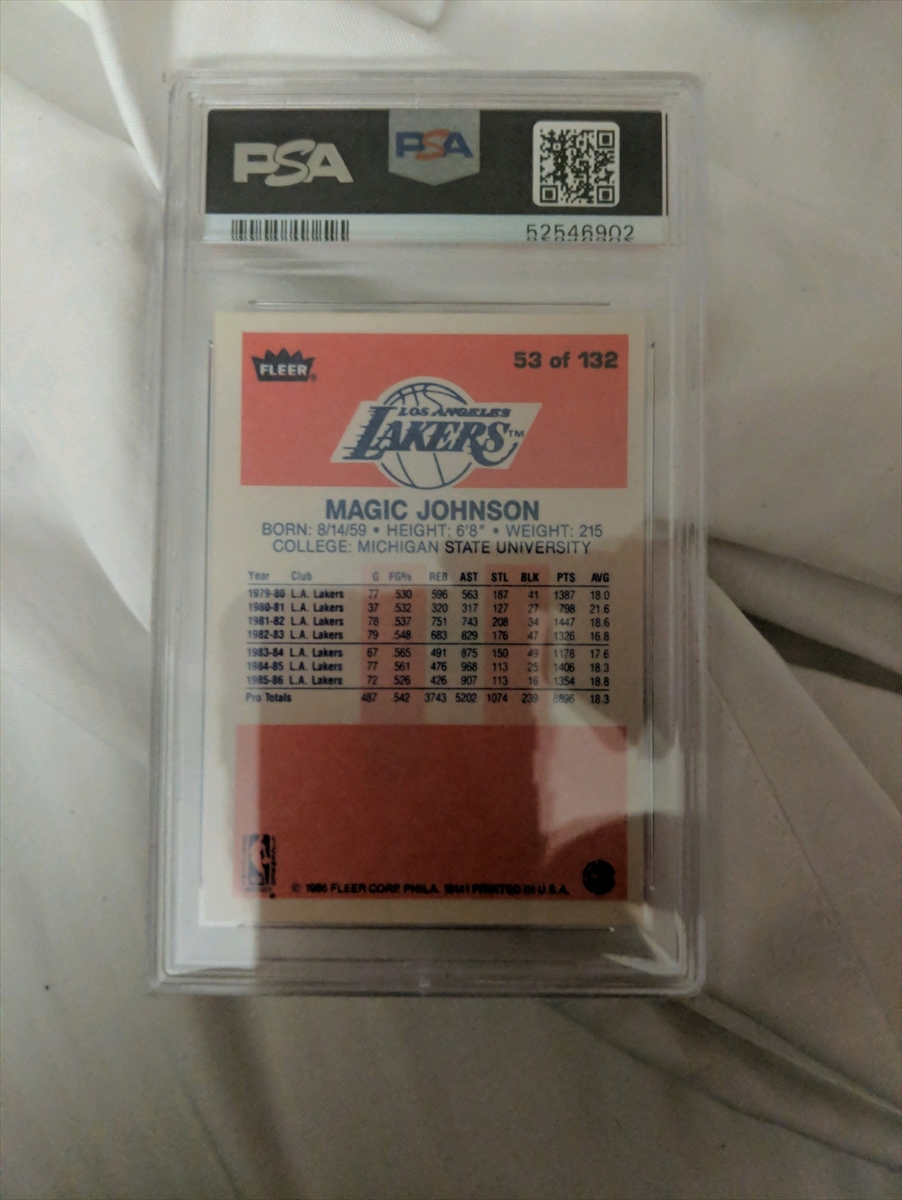 PSA PSA
52546902
FLEER® 53 of 132
LOS ANGELES
LAKERS™
MAGIC JOHNSON
BORN: 8/14/59 • HEIGHT: 6'8" • WEIGHT: 215
COLLEGE: MICHIGAN STATE UNIVERSITY
Year Club G FG% REB AST STL BLK PTS AVG
1979-80 L.A. Lakers 77 .530 596 563 187 41 1387 18.0
1980-81 L.A. Lakers 37 .532 320 317 127 27 798 21.6
1981-82 L.A. Lakers 78 .537 751 743 208 34 1447 18.6
1982-83 L.A. Lakers 79 .548 683 829 176 47 1326 16.8
1983-84 L.A. Lakers 67 .565 491 875 150 49 1178 17.6
1984-85 L.A. Lakers 77 .561 476 968 113 25 1406 18.3
1985-86 L.A. Lakers 72 .526 426 907 113 16 1354 18.8
Pro Totals 487 .542 3743 5202 1074 239 8896 18.3
© 1986 FLEER CORP. PHILA. 19141 PRINTED IN U.S.A.